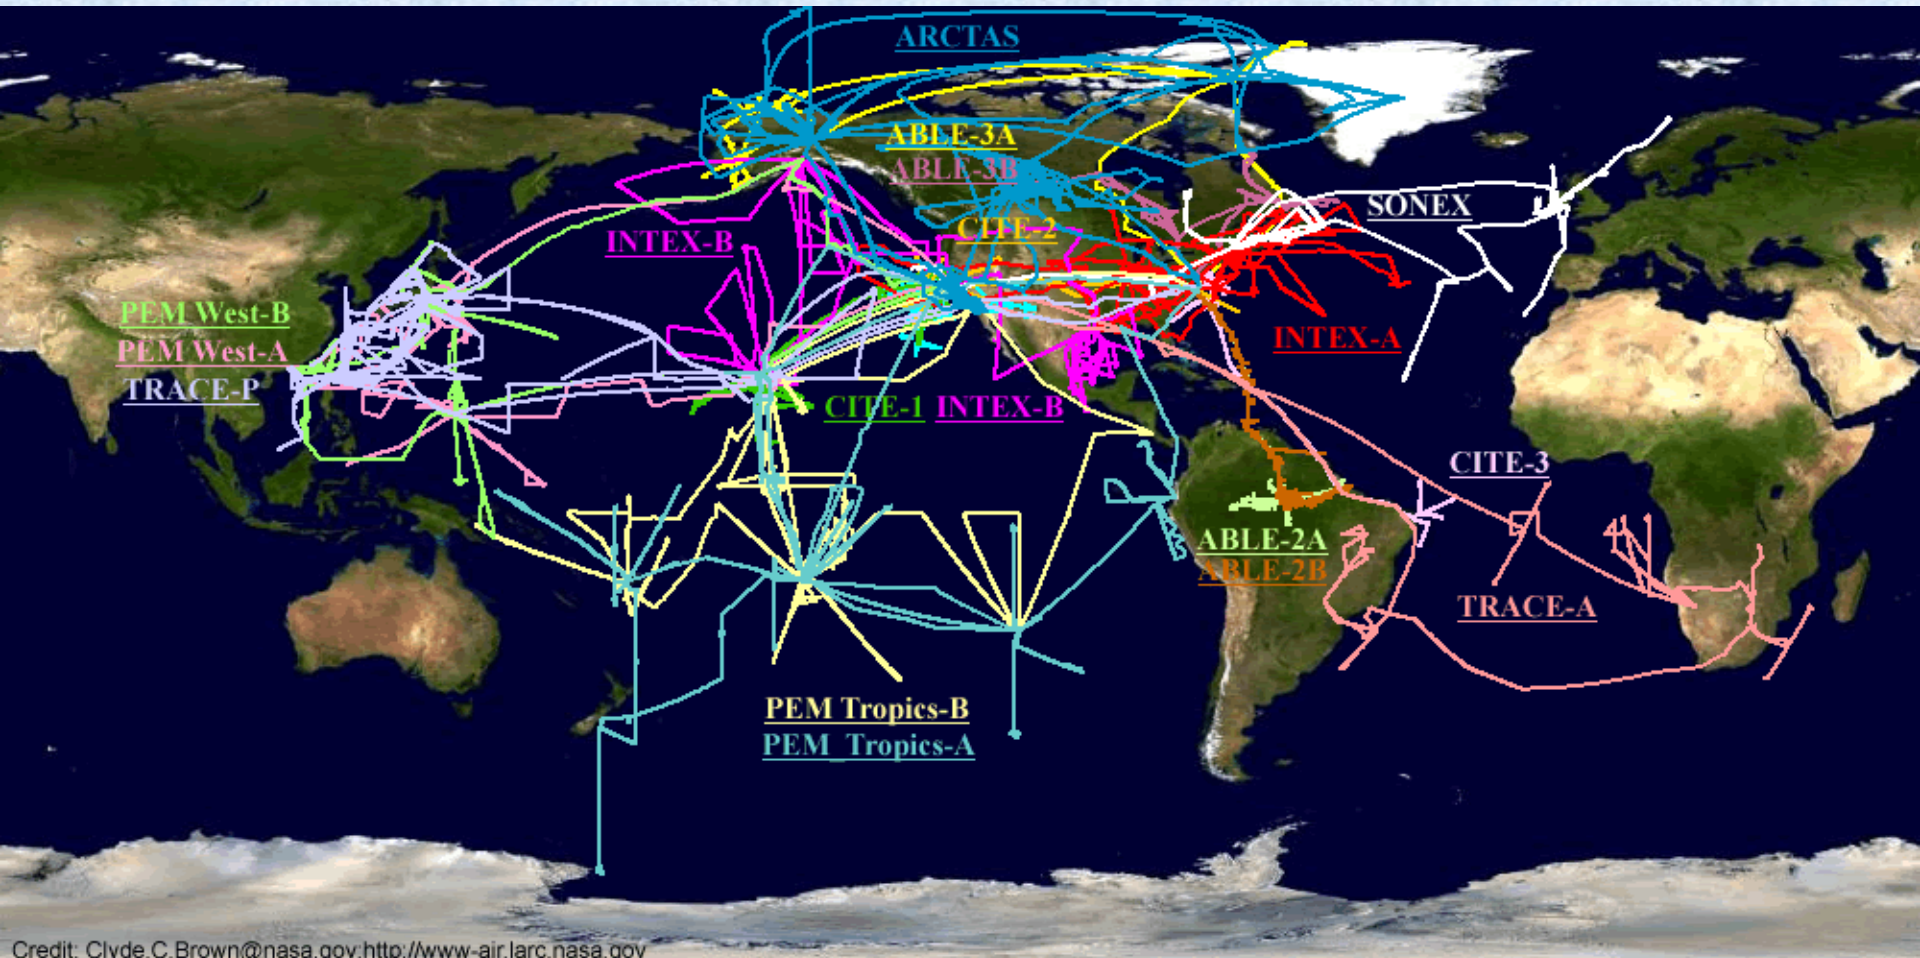 ARCTAS
ABLE-3A
ABLE-3B
SONEX
CITE-2
INTEX-B
PEM West-B
PEM West-A
TRACE-P
INTEX-A
CITE-1 INTEX-B
CITE-3
ABLE-2A
ABLE-2B
TRACE-A
PEM Tropics-B
PEM_Tropics-A
Credit: Clyde.C.Brown@nasa.gov;http://www-air.larc.nasa.gov